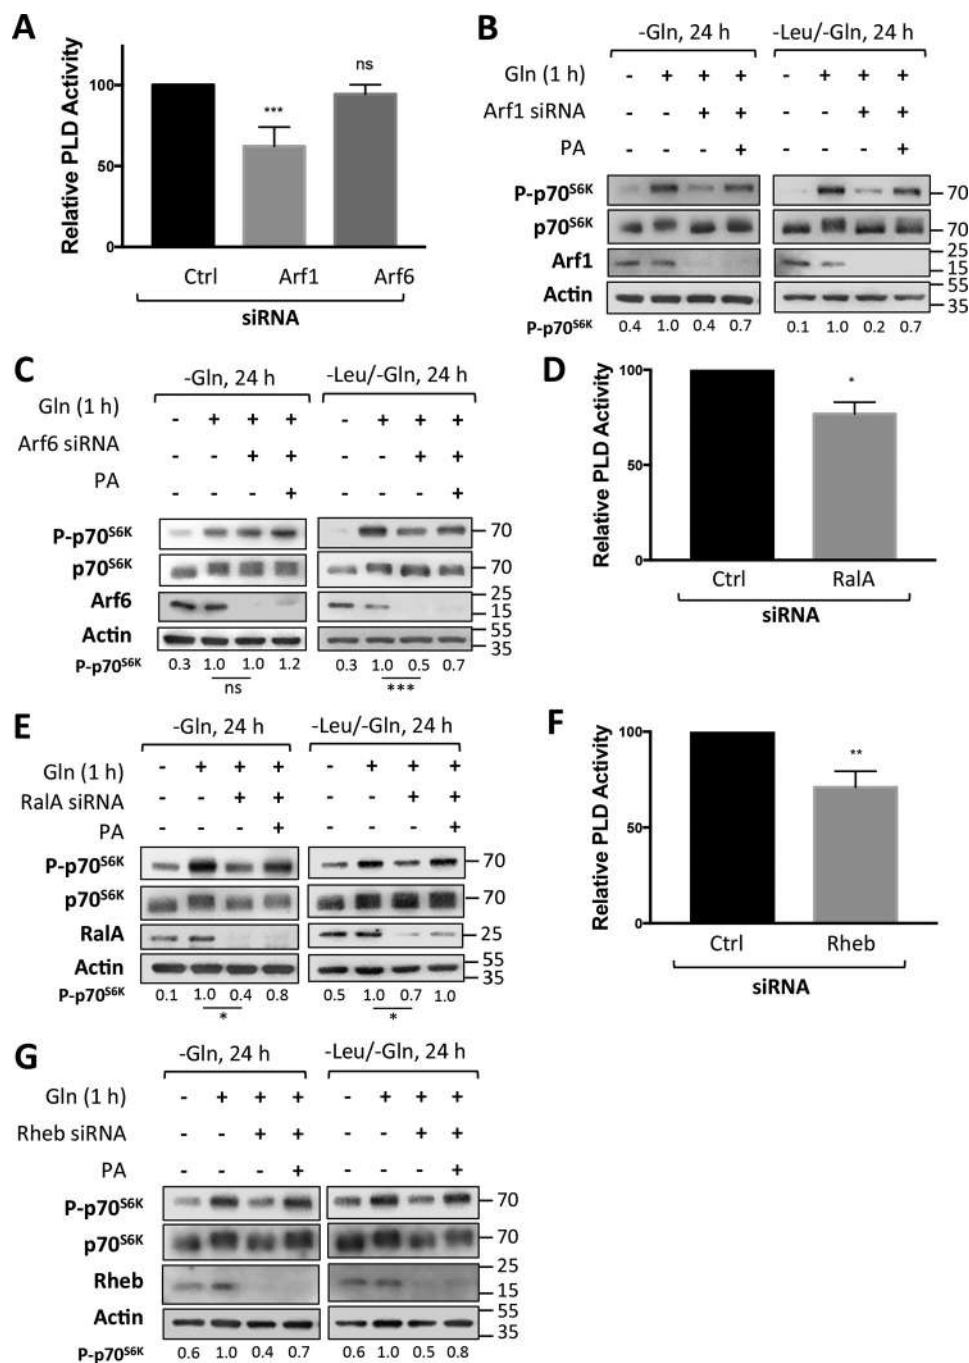 A
Relative PLD Activity
100
50
0
***
ns
Ctrl Arf1 Arf6
siRNA
B
-Gln, 24 h -Leu/-Gln, 24 h
Gln (1 h) - + + + - + + +
Arf1 siRNA - - + + - - + +
PA - - - + - - - +
P-p70S6K 70
p70S6K 70
Arf1 25 15
Actin 55 35
P-p70S6K 0.4 1.0 0.4 0.7 0.1 1.0 0.2 0.7
C
-Gln, 24 h -Leu/-Gln, 24 h
Gln (1 h) - + + + - + + +
Arf6 siRNA - - + + - - + +
PA - - - + - - - +
P-p70S6K 70
p70S6K 70
Arf6 25 15
Actin 55 35
P-p70S6K 0.3 1.0 1.0 1.2 0.3 1.0 0.5 0.7
ns ***
D
Relative PLD Activity
100
50
0
*
Ctrl RalA
siRNA
E
-Gln, 24 h -Leu/-Gln, 24 h
Gln (1 h) - + + + - + + +
RalA siRNA - - + + - - + +
PA - - - + - - - +
P-p70S6K 70
p70S6K 70
RalA 25
Actin 55 35
P-p70S6K 0.1 1.0 0.4 0.8 0.5 1.0 0.7 1.0
* *
F
Relative PLD Activity
100
50
0
**
Ctrl Rheb
siRNA
G
-Gln, 24 h -Leu/-Gln, 24 h
Gln (1 h) - + + + - + + +
Rheb siRNA - - + + - - + +
PA - - - + - - - +
P-p70S6K 70
p70S6K 70
Rheb 25 15
Actin 55 35
P-p70S6K 0.6 1.0 0.4 0.7 0.6 1.0 0.5 0.8